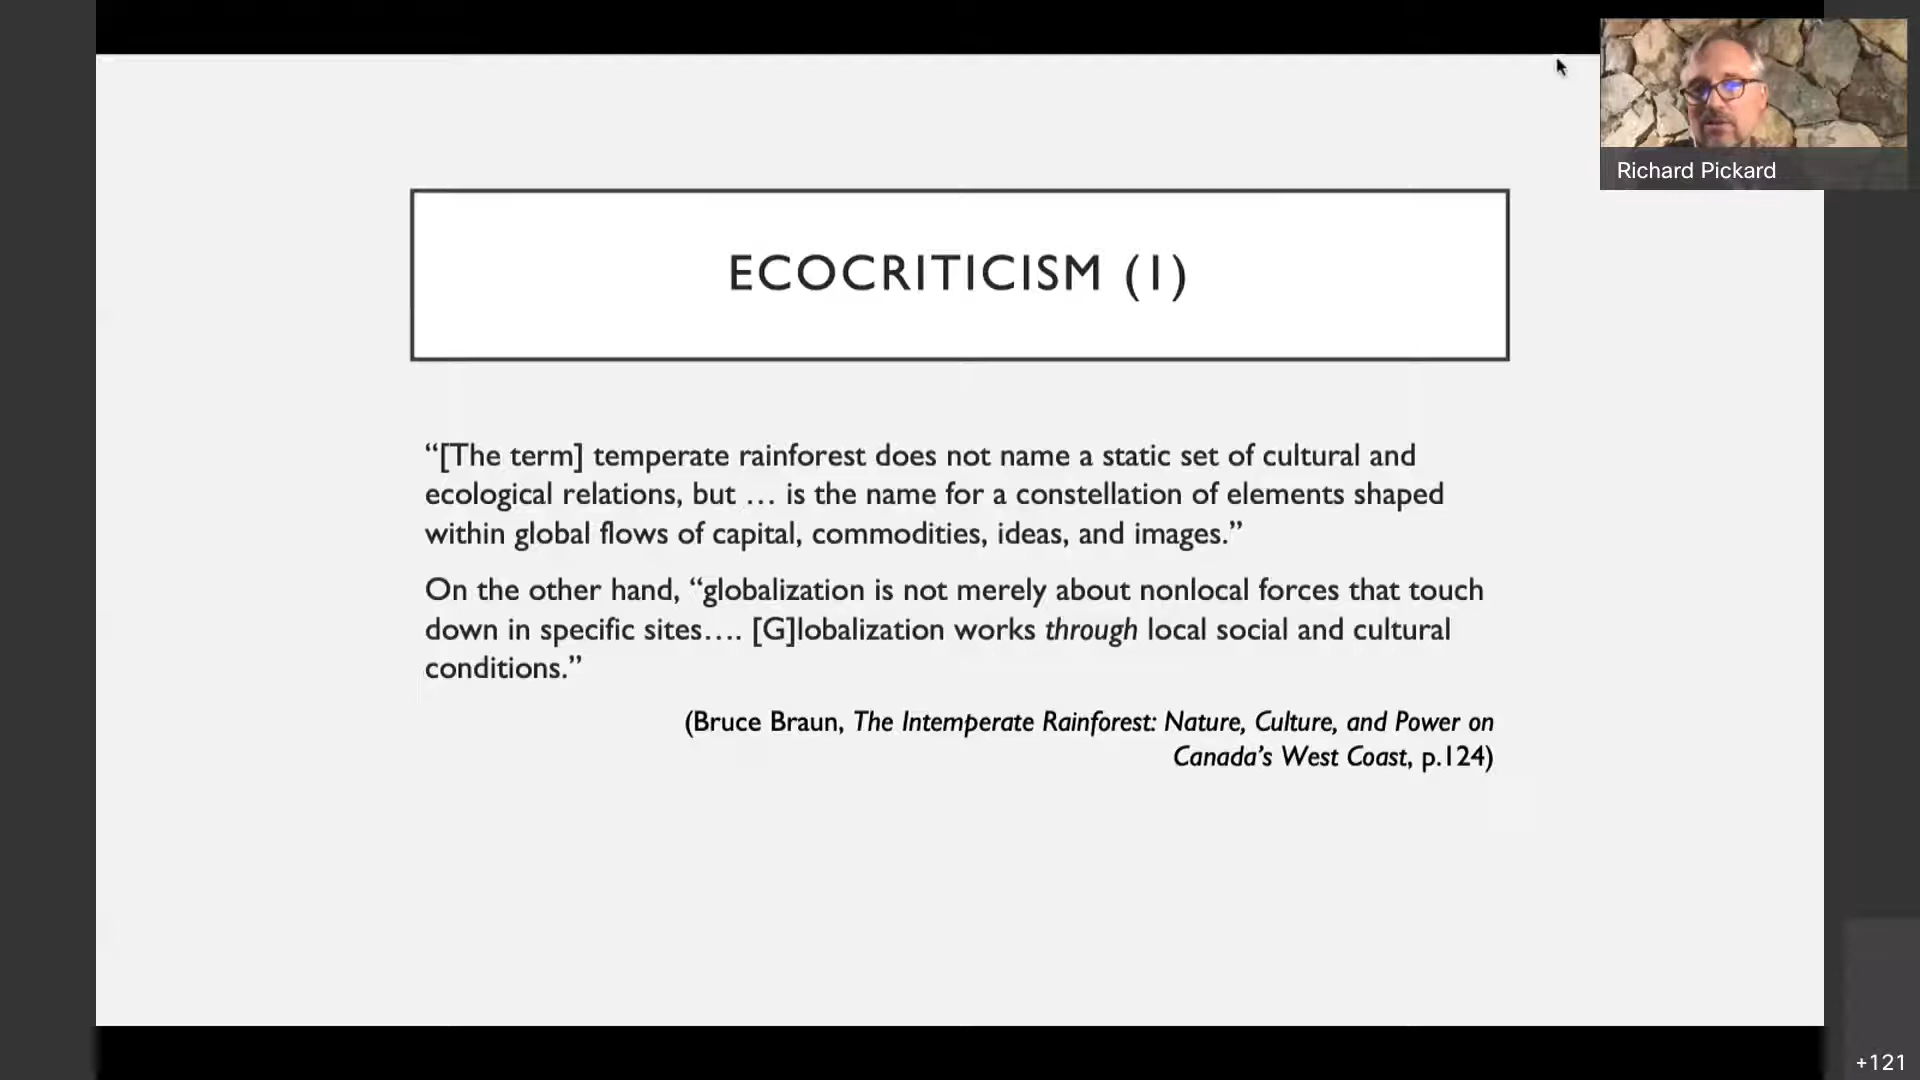 Richard Pickard
ECOCRITICISM (1)
“[The term] temperate rainforest does not name a static set of cultural and
ecological relations, but … is the name for a constellation of elements shaped
within global flows of capital, commodities, ideas, and images.”
On the other hand, “globalization is not merely about nonlocal forces that touch
down in specific sites…. [G]lobalization works through local social and cultural
conditions.”
(Bruce Braun, The Intemperate Rainforest: Nature, Culture, and Power on
Canada’s West Coast, p.124)
+121